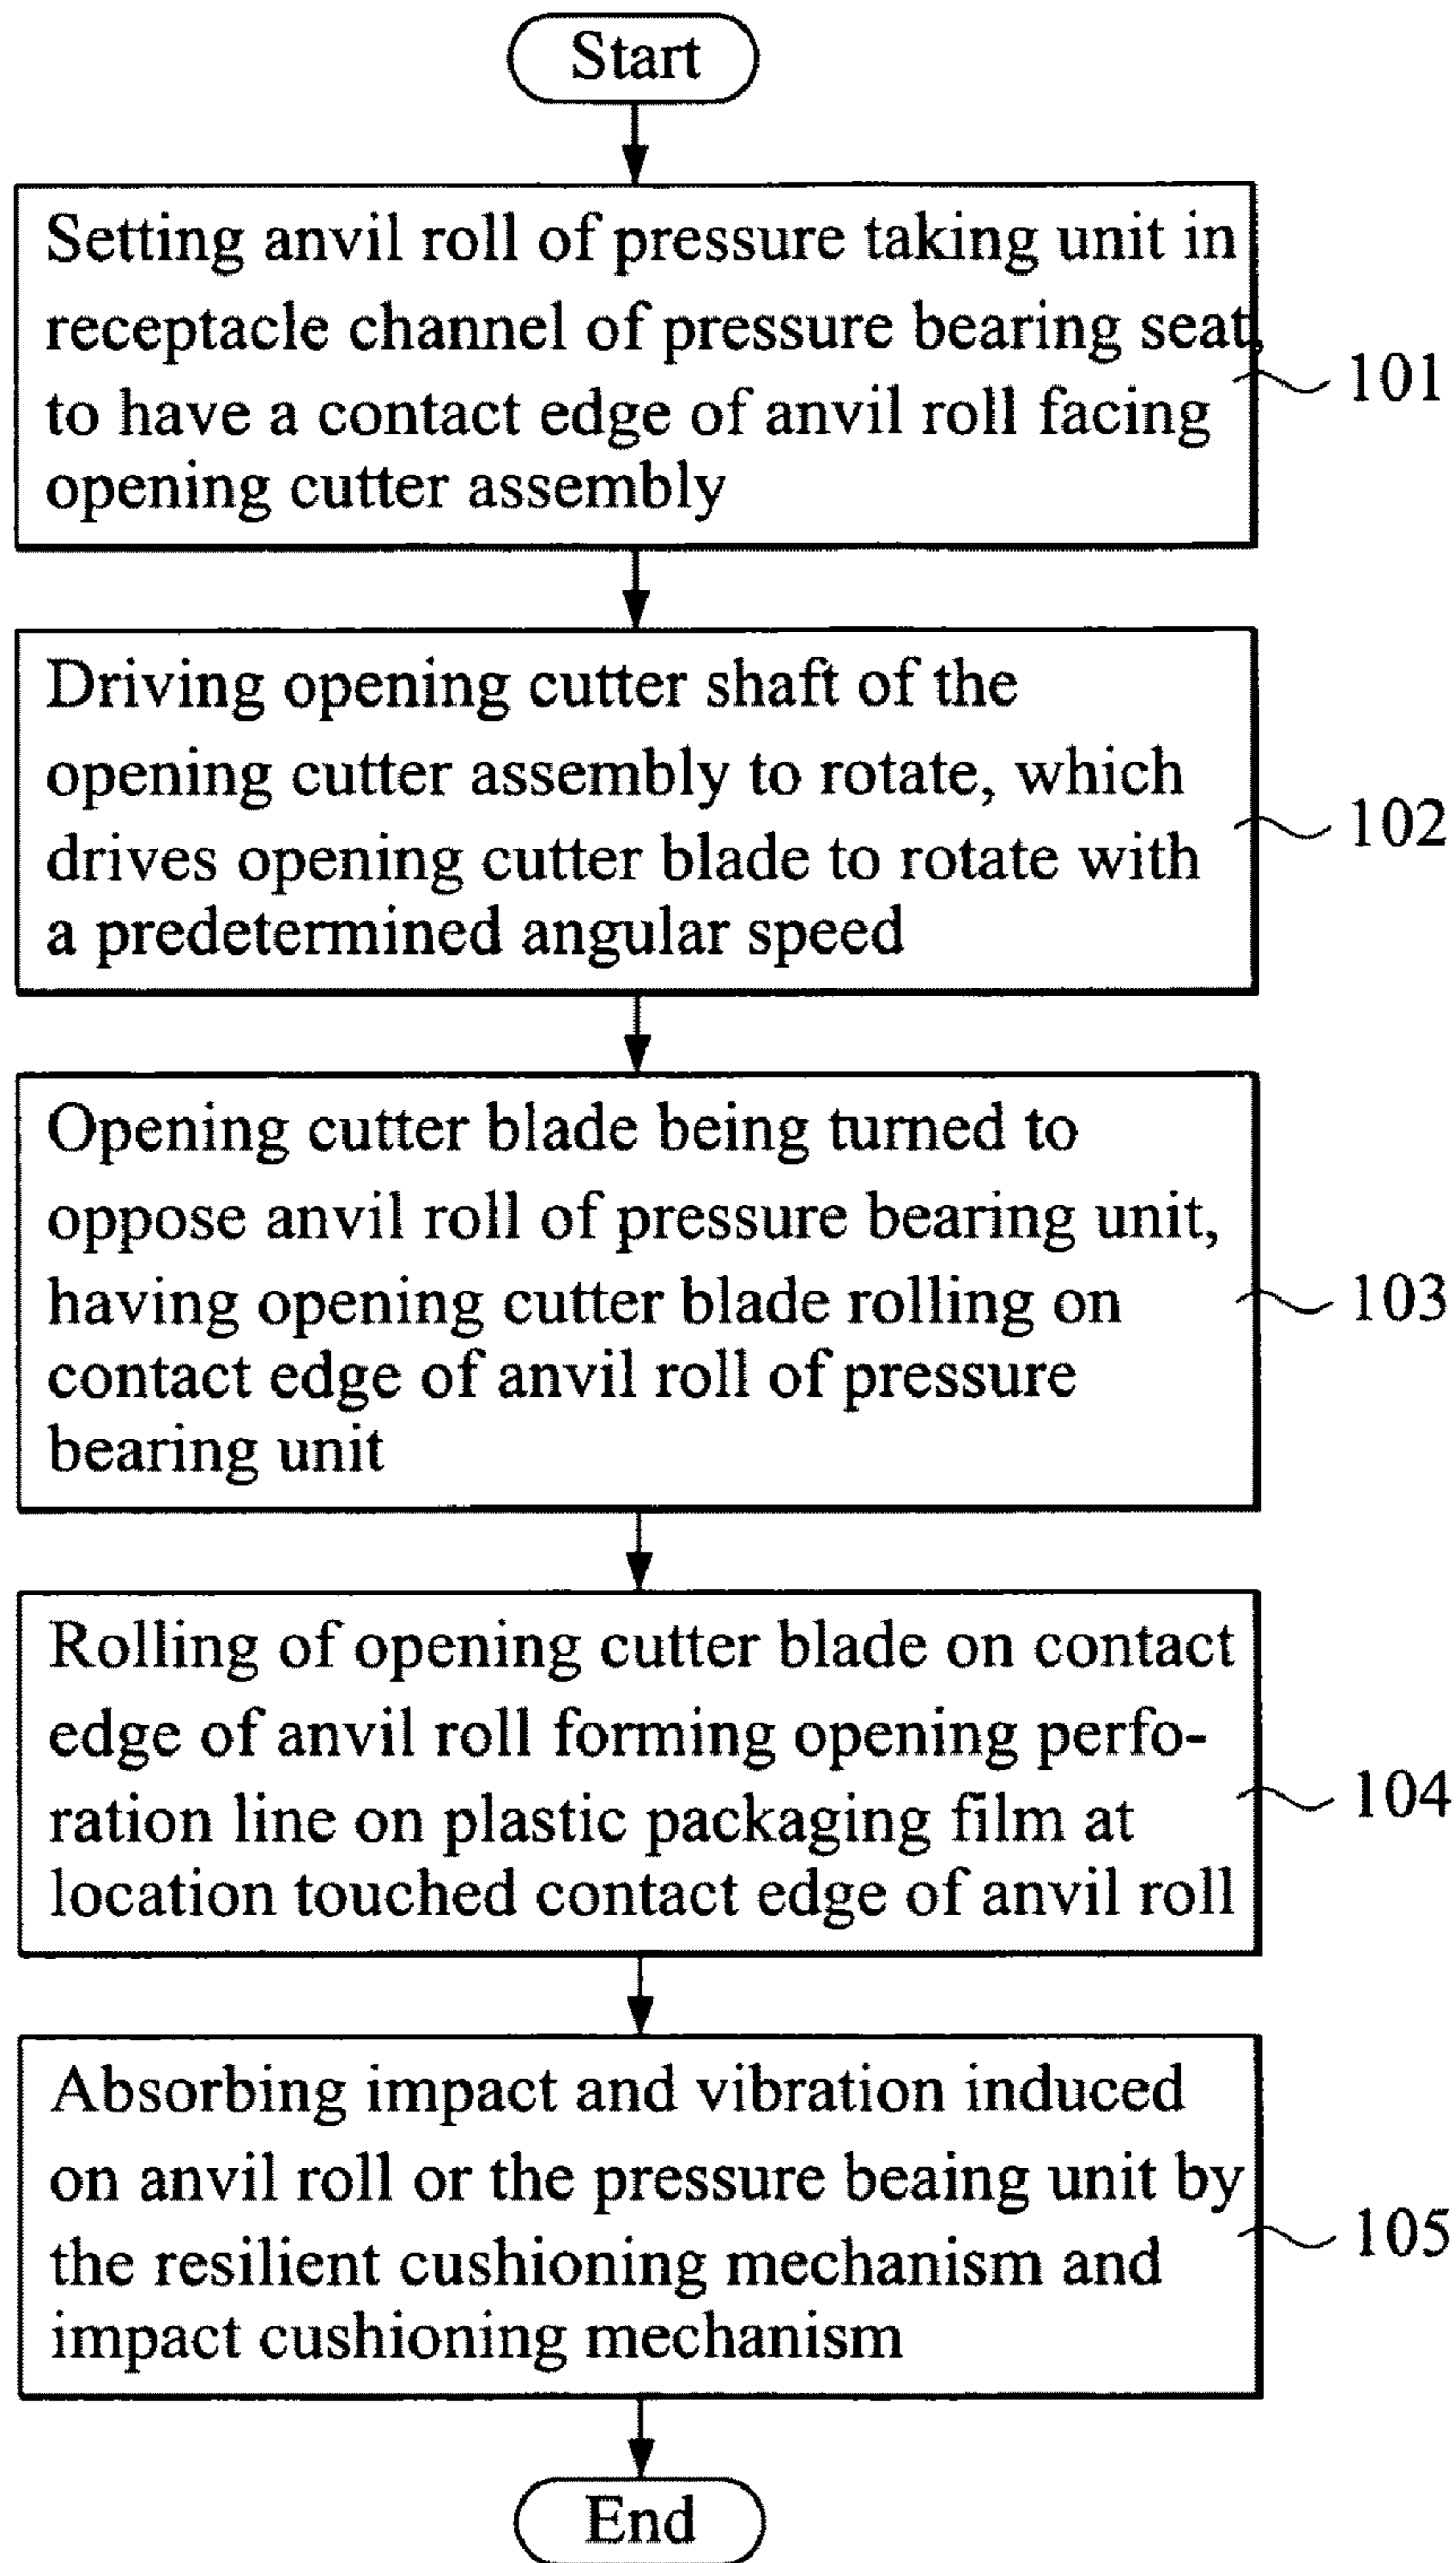 Start
Setting anvil roll of pressure taking unit in
receptacle channel of pressure bearing seat,
to have a contact edge of anvil roll facing
opening cutter assembly
101
Driving opening cutter shaft of the
opening cutter assembly to rotate, which
drives opening cutter blade to rotate with
a predetermined angular speed
102
Opening cutter blade being turned to
oppose anvil roll of pressure bearing unit,
having opening cutter blade rolling on
contact edge of anvil roll of pressure
bearing unit
103
Rolling of opening cutter blade on contact
edge of anvil roll forming opening perfo-
ration line on plastic packaging film at
location touched contact edge of anvil roll
104
Absorbing impact and vibration induced
on anvil roll or the pressure beaing unit by
the resilient cushioning mechanism and
impact cushioning mechanism
105
End